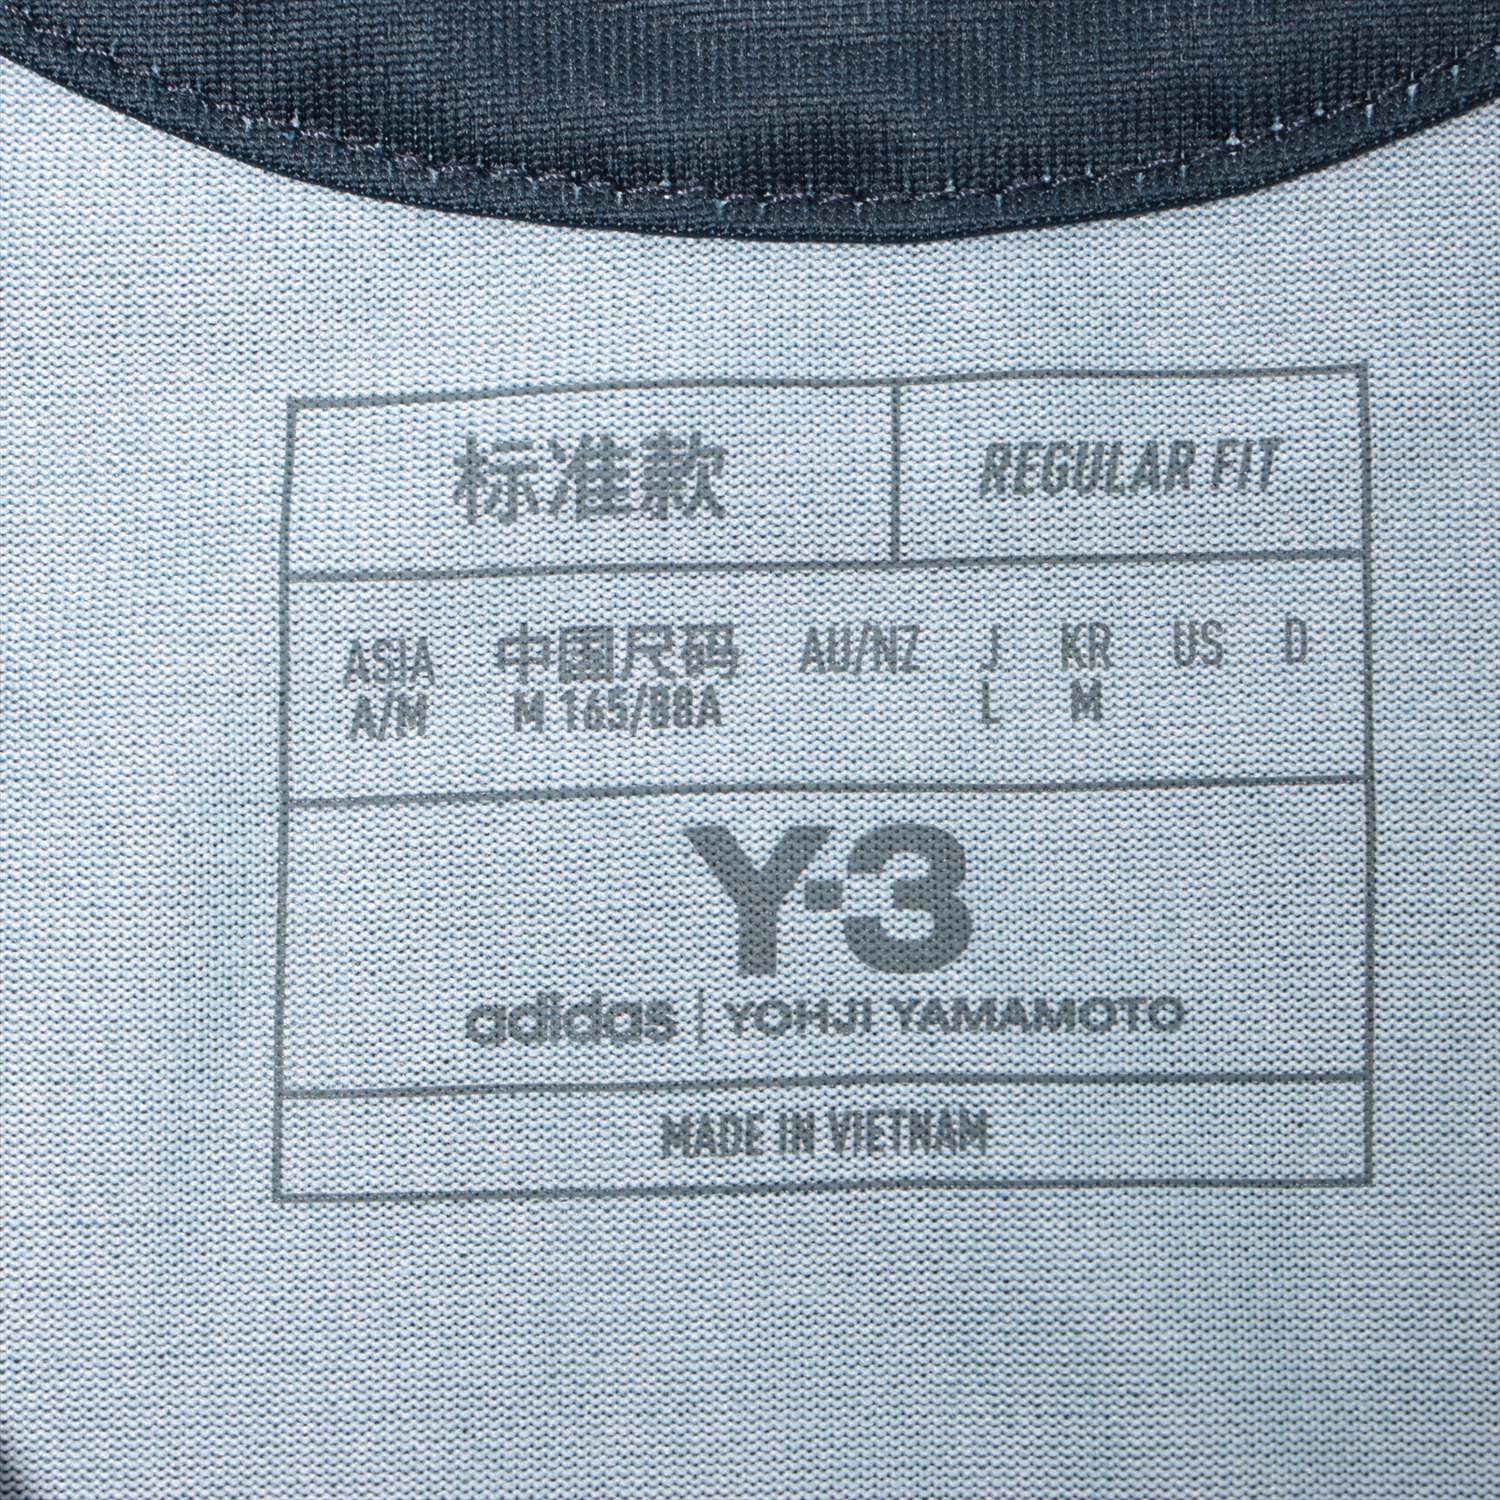 标准款
REGULAR FIT
ASIA 中国尺码 AU/NZ J KR US D
A/M M 165/88A L M
Y-3
adidas | YOHJI YAMAMOTO
MADE IN VIETNAM